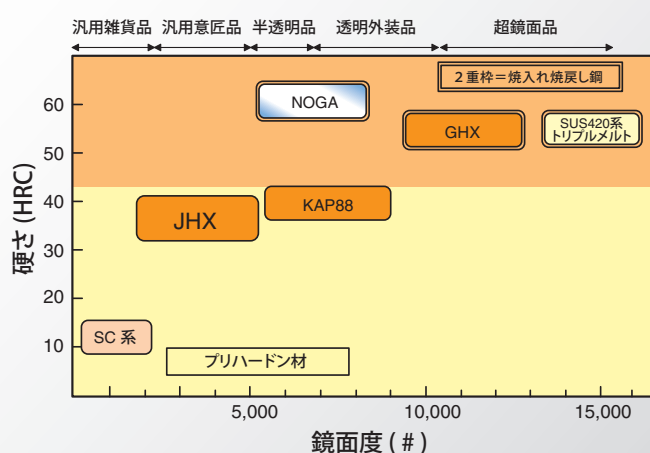 汎用雑貨品 汎用意匠品 半透明品 透明外装品 超鏡面品
2重枠=焼入れ焼戻し鋼
60
NOGA
GHX
SUS420系
トリプルメルト
50
40
JHX
KAP88
硬さ(HRC)
30
20
SC系
10
プリハードン材
5,000 10,000 15,000
鏡面度(#)